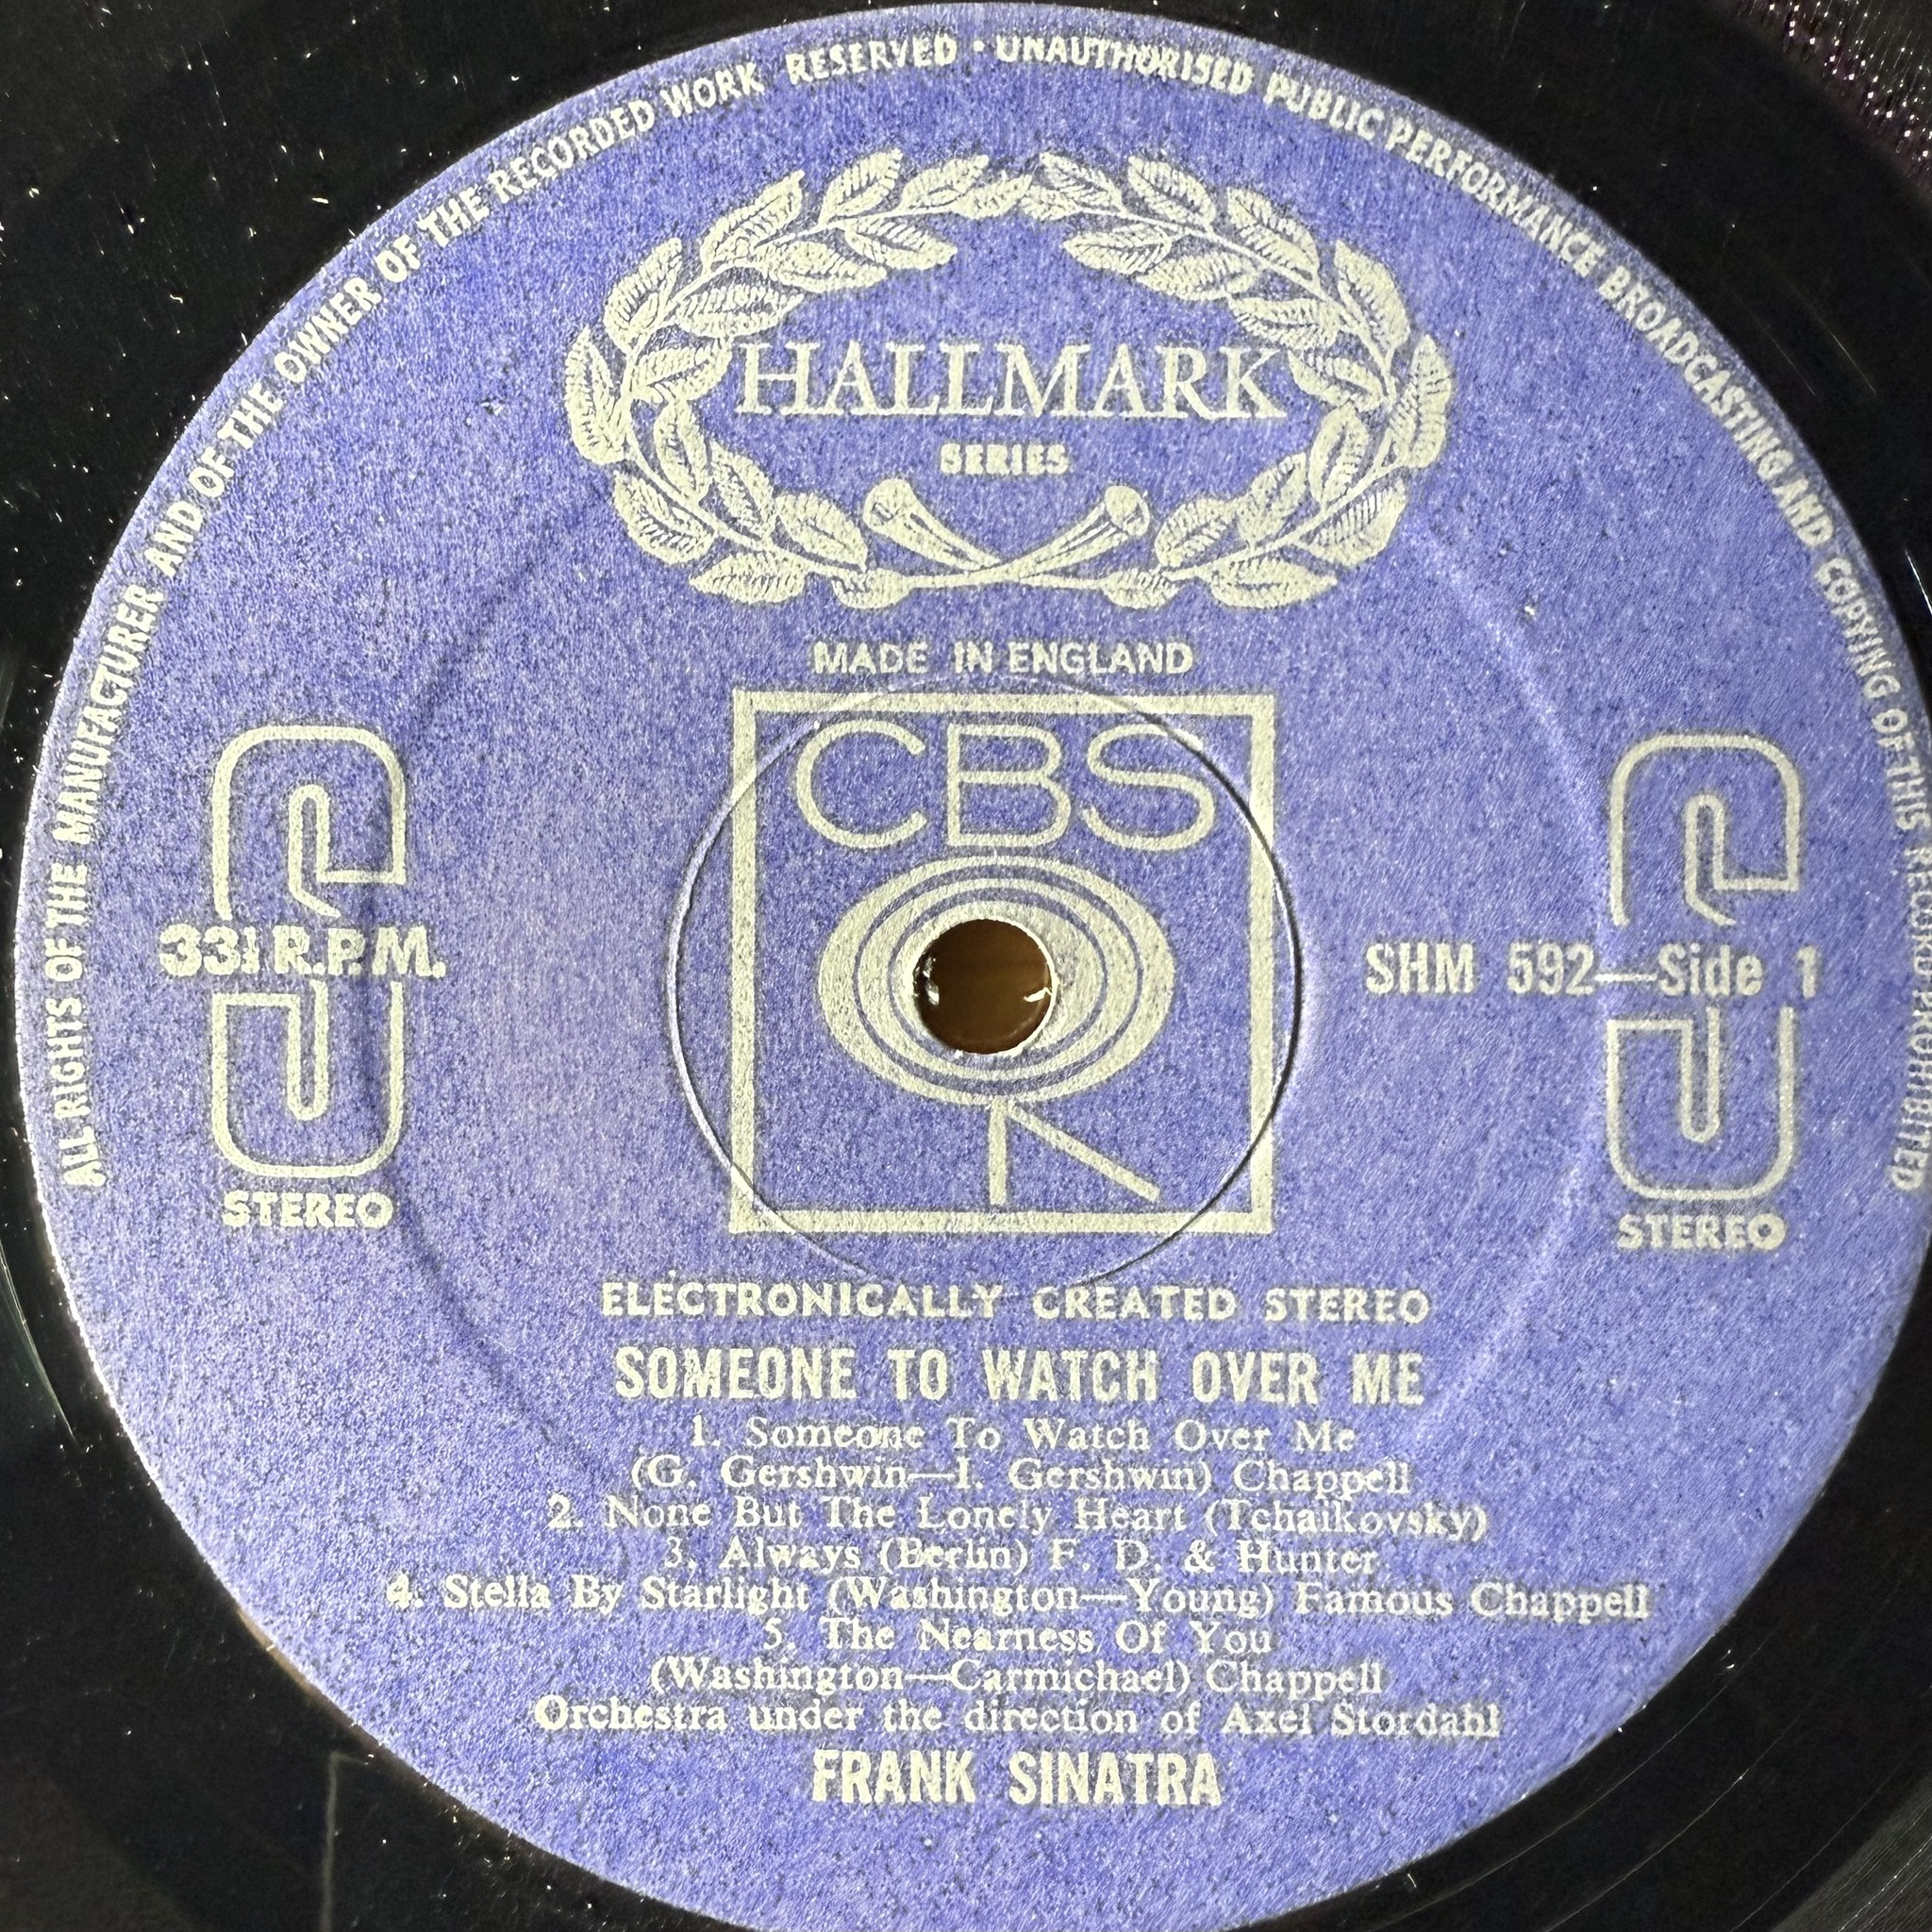 ALL RIGHTS OF THE MANUFACTURER AND OF THE OWNER OF THE RECORDED WORK RESERVED · UNAUTHORISED PUBLIC PERFORMANCE BROADCASTING AND COPYING OF THIS RECORD PROHIBITED
HALLMARK
SERIES
MADE IN ENGLAND
CBS
33⅓ R.P.M.
SHM 592—Side 1
STEREO
STEREO
ELECTRONICALLY CREATED STEREO
SOMEONE TO WATCH OVER ME
1. Someone To Watch Over Me
(G. Gershwin—I. Gershwin) Chappell
2. None But The Lonely Heart (Tchaikovsky)
3. Always (Berlin) F. D. & Hunter
4. Stella By Starlight (Washington—Young) Famous Chappell
5. The Nearness Of You
(Washington—Carmichael) Chappell
Orchestra under the direction of Axel Stordahl
FRANK SINATRA